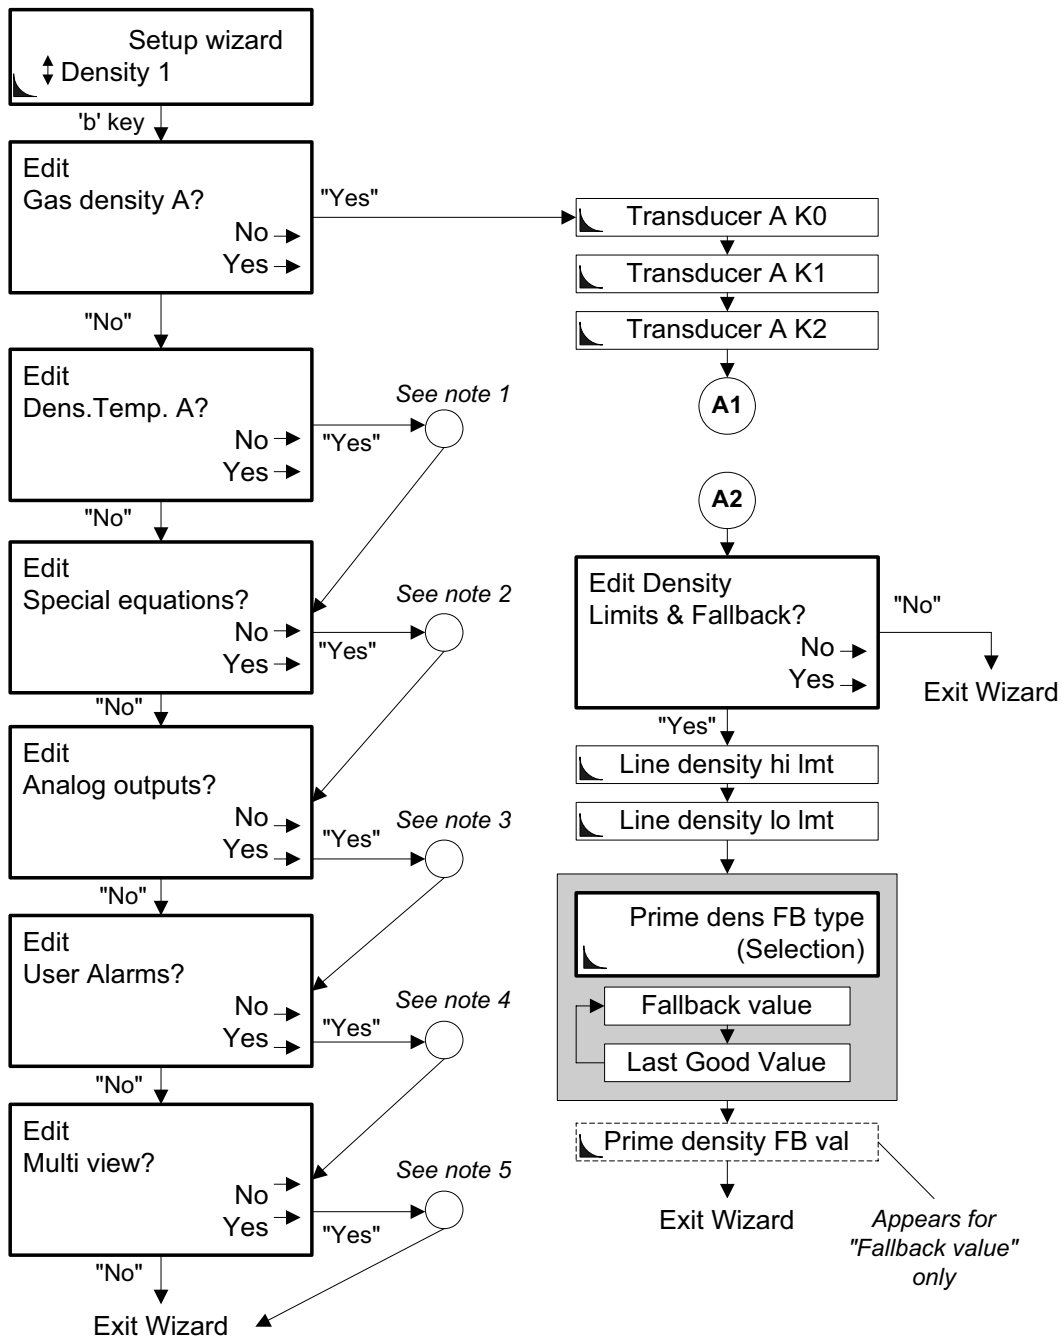 Setup wizard
Density 1
'b' key
Edit
Gas density A?
No
Yes
"Yes"
"No"
Edit
Dens.Temp. A?
No
Yes
"Yes"
See note 1
"No"
Edit
Special equations?
No
Yes
"Yes"
See note 2
"No"
Edit
Analog outputs?
No
Yes
"Yes"
See note 3
"No"
Edit
User Alarms?
No
Yes
"Yes"
See note 4
"No"
Edit
Multi view?
No
Yes
"Yes"
See note 5
"No"
Exit Wizard
Transducer A K0
Transducer A K1
Transducer A K2
A1
A2
Edit Density
Limits & Fallback?
No
Yes
"No"
Exit Wizard
"Yes"
Line density hi lmt
Line density lo lmt
Prime dens FB type
(Selection)
Fallback value
Last Good Value
Prime density FB val
Exit Wizard
Appears for
"Fallback value"
only